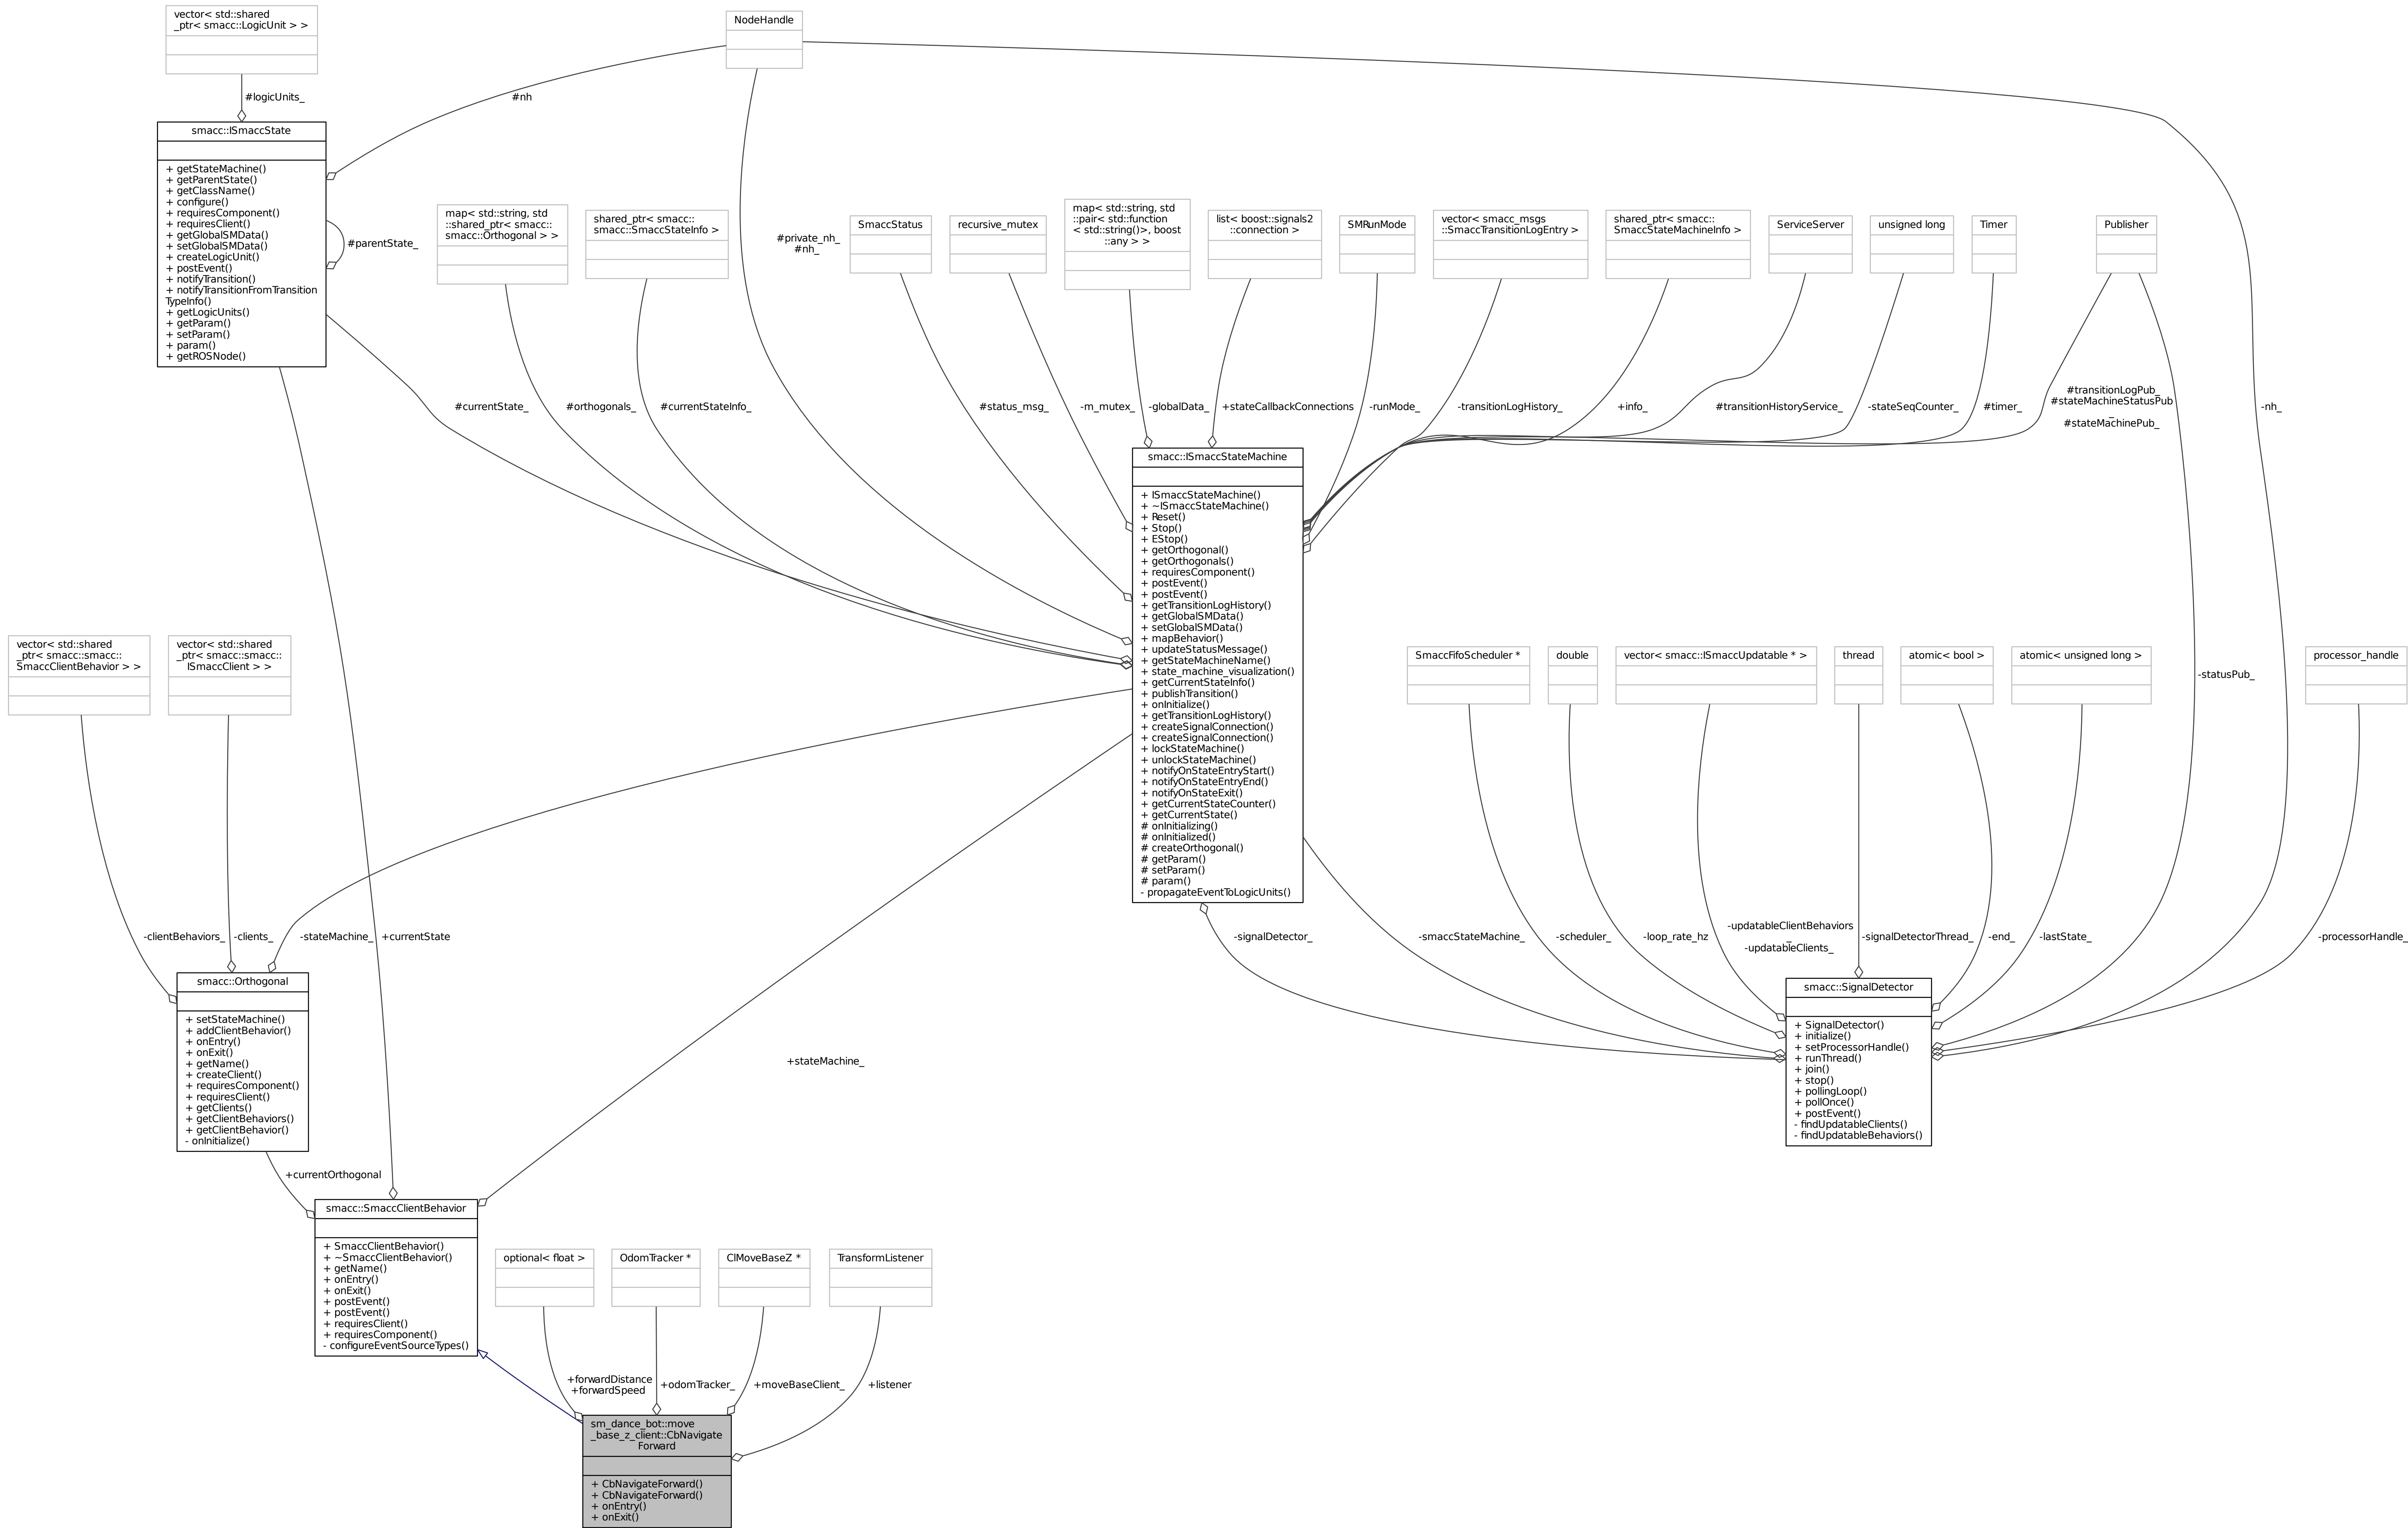 vector< std::shared
_ptr< smacc::LogicUnit > >
NodeHandle
#logicUnits_
#nh
smacc::ISmaccState
+ getStateMachine()
+ getParentState()
+ getClassName()
+ configure()
+ requiresComponent()
+ requiresClient()
+ getGlobalSMData()
+ setGlobalSMData()
+ createLogicUnit()
+ postEvent()
+ notifyTransition()
+ notifyTransitionFromTransition
TypeInfo()
+ getLogicUnits()
+ getParam()
+ setParam()
+ param()
+ getROSNode()
#parentState_
map< std::string, std
::shared_ptr< smacc::
smacc::Orthogonal > >
shared_ptr< smacc::
smacc::SmaccStateInfo >
#private_nh_
#nh_
SmaccStatus
recursive_mutex
map< std::string, std
::pair< std::function
< std::string()>, boost
::any > >
list< boost::signals2
::connection >
SMRunMode
vector< smacc_msgs
::SmaccTransitionLogEntry >
shared_ptr< smacc::
SmaccStateMachineInfo >
ServiceServer
unsigned long
Timer
Publisher
#currentState_
#orthogonals_
#currentStateInfo_
#status_msg_
-m_mutex_
-globalData_
+stateCallbackConnections
-runMode_
-transitionLogHistory_
+info_
#transitionHistoryService_
-stateSeqCounter_
#timer_
#transitionLogPub_
#stateMachineStatusPub
_
#stateMachinePub_
-nh_
smacc::ISmaccStateMachine
+ ISmaccStateMachine()
+ ~ISmaccStateMachine()
+ Reset()
+ Stop()
+ EStop()
+ getOrthogonal()
+ getOrthogonals()
+ requiresComponent()
+ postEvent()
+ postEvent()
+ getTransitionLogHistory()
+ getGlobalSMData()
+ setGlobalSMData()
+ mapBehavior()
+ updateStatusMessage()
+ getStateMachineName()
+ state_machine_visualization()
+ getCurrentStateInfo()
+ publishTransition()
+ onInitialize()
+ getTransitionLogHistory()
+ createSignalConnection()
+ createSignalConnection()
+ lockStateMachine()
+ unlockStateMachine()
+ notifyOnStateEntryStart()
+ notifyOnStateEntryEnd()
+ notifyOnStateExit()
+ getCurrentStateCounter()
+ getCurrentState()
# onInitializing()
# onInitialized()
# createOrthogonal()
# getParam()
# setParam()
# param()
- propagateEventToLogicUnits()
vector< std::shared
_ptr< smacc::smacc::
SmaccClientBehavior > >
vector< std::shared
_ptr< smacc::smacc::
ISmaccClient > >
SmaccFifoScheduler *
double
vector< smacc::ISmaccUpdatable * >
thread
atomic< bool >
atomic< unsigned long >
-statusPub_
processor_handle
-clientBehaviors_
-clients_
-stateMachine_
+currentState
-signalDetector_
-smaccStateMachine_
-scheduler_
-loop_rate_hz
-updatableClientBehaviors
_
-updatableClients_
-signalDetectorThread_
-end_
-lastState_
-processorHandle_
smacc::Orthogonal
+ setStateMachine()
+ addClientBehavior()
+ onEntry()
+ onExit()
+ getName()
+ createClient()
+ requiresComponent()
+ requiresClient()
+ getClients()
+ getClientBehaviors()
+ getClientBehavior()
- onInitialize()
smacc::SignalDetector
+ SignalDetector()
+ initialize()
+ setProcessorHandle()
+ runThread()
+ join()
+ stop()
+ pollingLoop()
+ pollOnce()
+ postEvent()
- findUpdatableClients()
- findUpdatableBehaviors()
+stateMachine_
+currentOrthogonal
smacc::SmaccClientBehavior
+ SmaccClientBehavior()
+ ~SmaccClientBehavior()
+ getName()
+ onEntry()
+ onExit()
+ postEvent()
+ postEvent()
+ requiresClient()
+ requiresComponent()
- configureEventSourceTypes()
optional< float >
OdomTracker *
ClMoveBaseZ *
TransformListener
+forwardDistance
+forwardSpeed
+odomTracker_
+moveBaseClient_
+listener
sm_dance_bot::move
_base_z_client::CbNavigate
Forward
+ CbNavigateForward()
+ CbNavigateForward()
+ onEntry()
+ onExit()